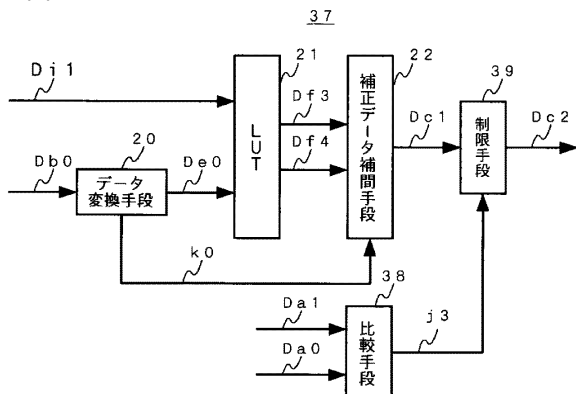 37
Di1
21
22
39
Df3
Df4
Dc1
Dc2
LUT
補正データ補間手段
制限手段
Db0
20
De0
データ
変換手段
k0
38
Da1
Da0
比較手段
j3